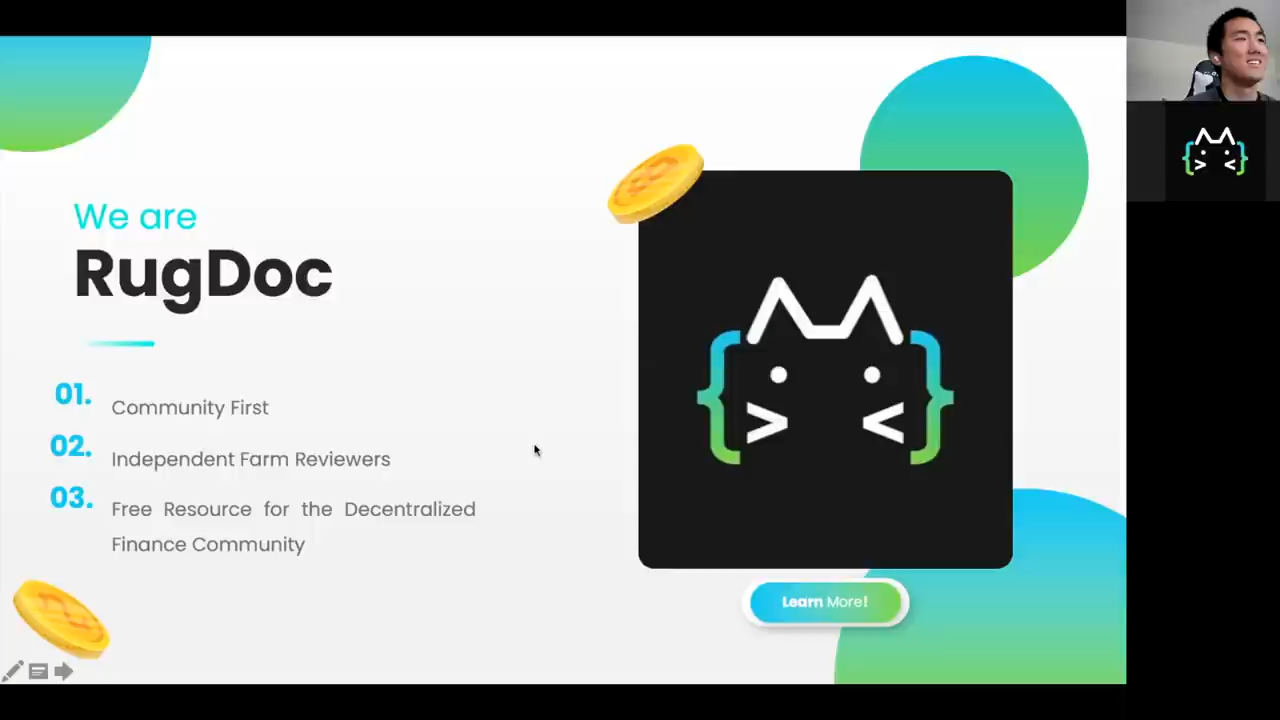 We are
RugDoc
01. Community First
02. Independent Farm Reviewers
03. Free Resource for the Decentralized
Finance Community
Learn More!